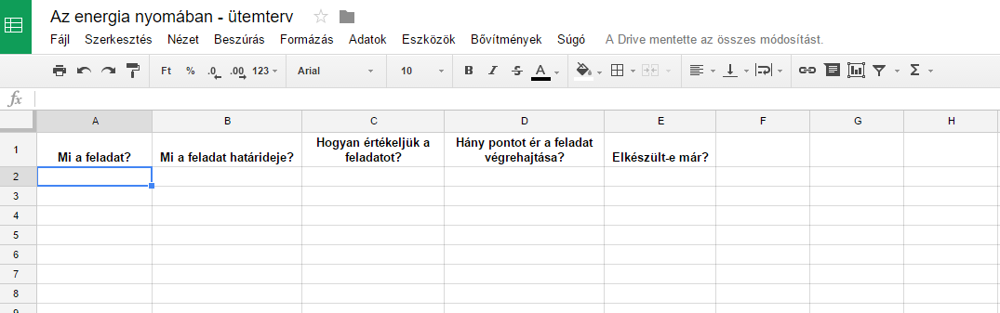 Az energia nyomában - ütemterv
Fájl Szerkesztés Nézet Beszúrás Formázás Adatok Eszközök Bővítmények Súgó A Drive mentette az összes módosítást.
Ft % .0 .00 123 Arial 10 B I S A Σ
fx
A B C D E F G H
1 Mi a feladat? Mi a feladat határideje? Hogyan értékeljük a feladatot? Hány pontot ér a feladat végrehajtása? Elkészült-e már?
2
3
4
5
6
7
8
9